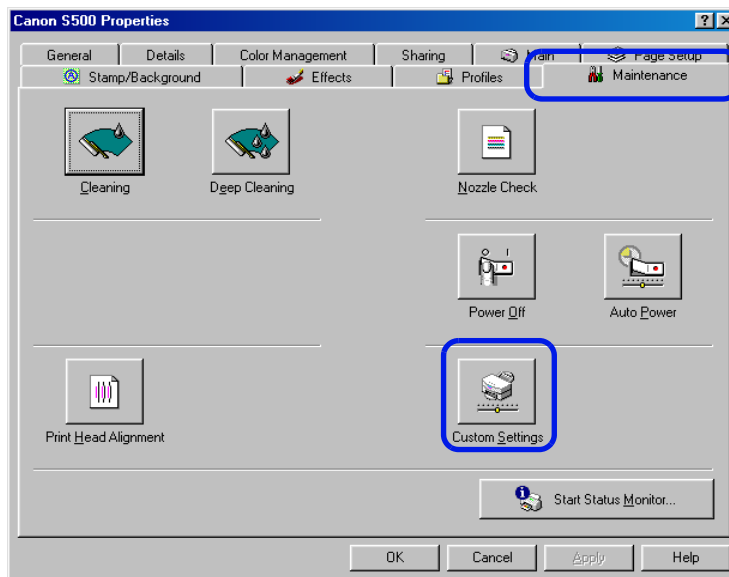 Canon S500 Properties
General Details Color Management Sharing Main Page Setup
Stamp/Background Effects Profiles Maintenance
Cleaning Deep Cleaning Nozzle Check
Power Off Auto Power
Print Head Alignment Custom Settings
Start Status Monitor...
OK Cancel Apply Help